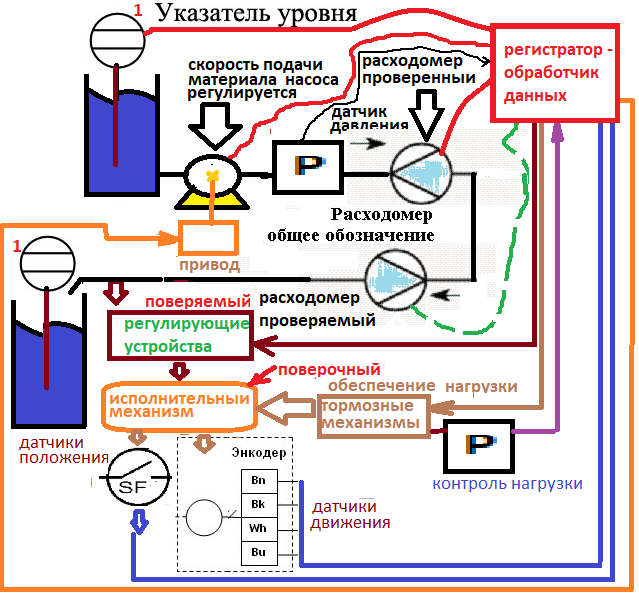 1 Указатель уровня
регистратор -
обработчик
данных
скорость подачи
материала насоса
регулируется
расходомер
проверенный
датчик
давления
P
Расходомер
общее обозначение
привод
1
поверяемый
расходомер
проверяемый
регулирующие
устройства
поверочный
исполнительный
механизм
обеспечение нагрузки
тормозные
механизмы
P
контроль нагрузки
датчики
положения
SF
Энкодер
Bn
Bk
Wh
Bu
датчики
движения